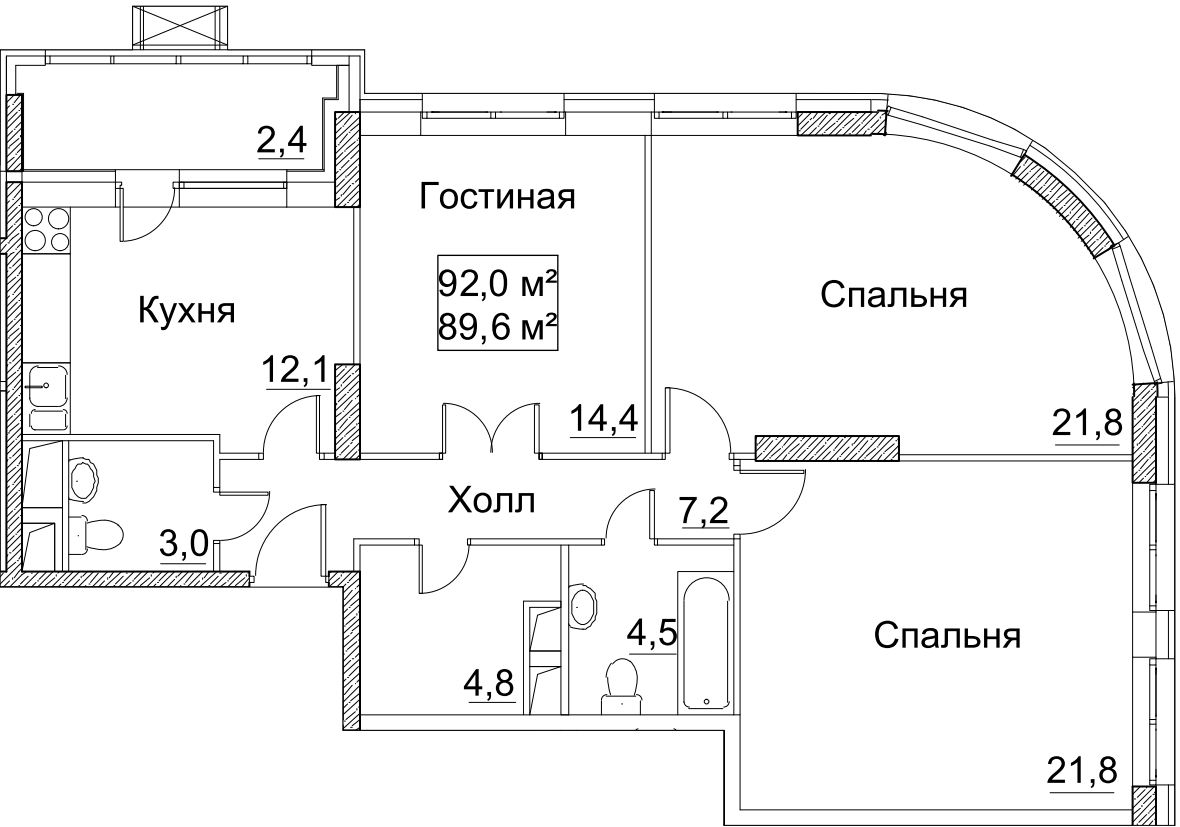 2,4
Гостиная
92,0 м²
89,6 м²
Спальня
Кухня
12,1
14,4
21,8
Холл
7,2
3,0
4,5
Спальня
4,8
21,8